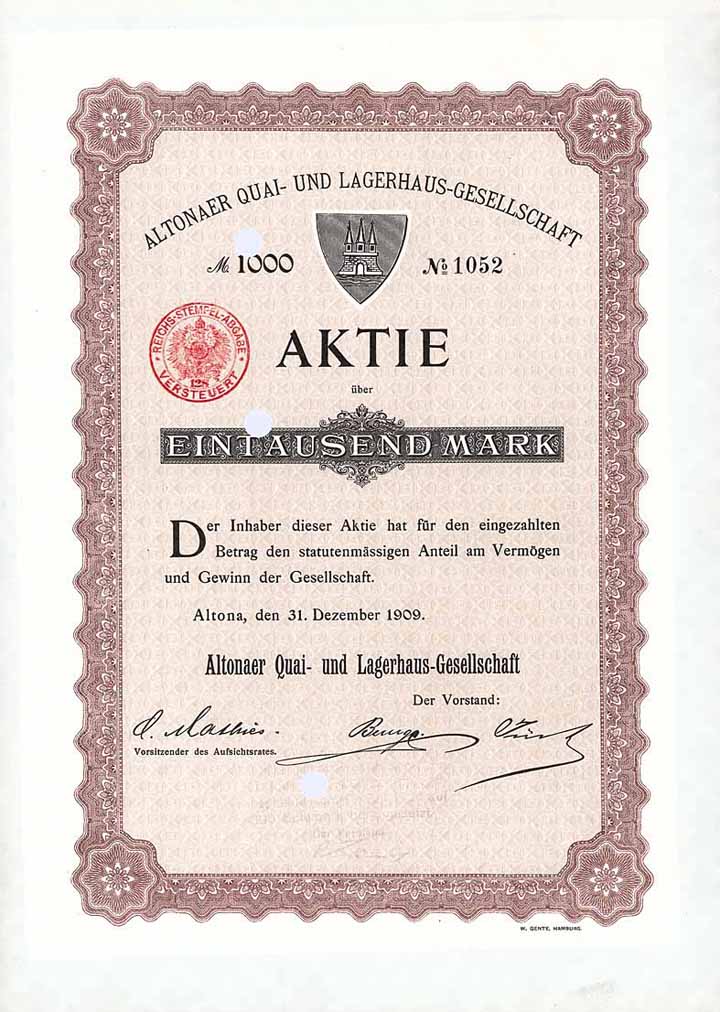 ALTONAER QUAI- UND LAGERHAUS-GESELLSCHAFT
M. 1000 No 1052
REICHS-STEMPEL-ABGABE
VERSTEUERT
AKTIE
über
EINTAUSEND MARK
Der Inhaber dieser Aktie hat für den eingezahlten
Betrag den statutenmässigen Anteil am Vermögen
und Gewinn der Gesellschaft.
Altona, den 31. Dezember 1909.
Altonaer Quai- und Lagerhaus-Gesellschaft
Der Vorstand:
Vorsitzender des Aufsichtsrates.
W. GENTE, HAMBURG.